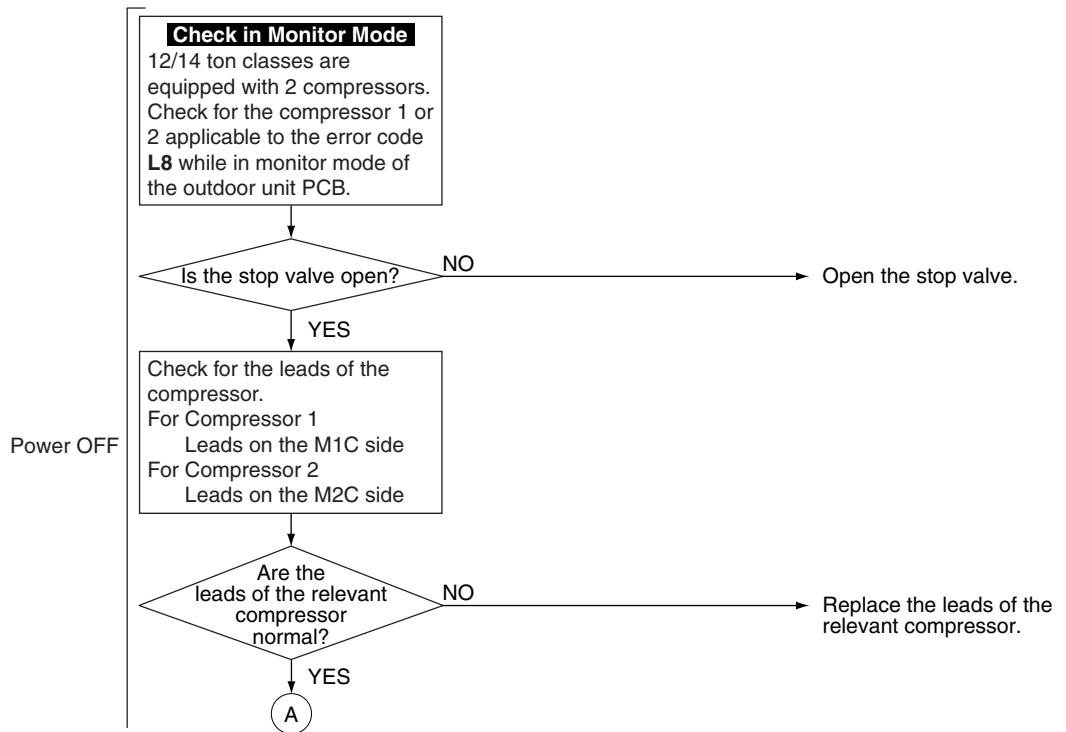 Check in Monitor Mode
12/14 ton classes are
equipped with 2 compressors.
Check for the compressor 1 or
2 applicable to the error code
L8 while in monitor mode of
the outdoor unit PCB.
Is the stop valve open?
NO
Open the stop valve.
YES
Check for the leads of the
compressor.
For Compressor 1
Leads on the M1C side
For Compressor 2
Leads on the M2C side
Power OFF
Are the
leads of the relevant
compressor
normal?
NO
Replace the leads of the
relevant compressor.
YES
A